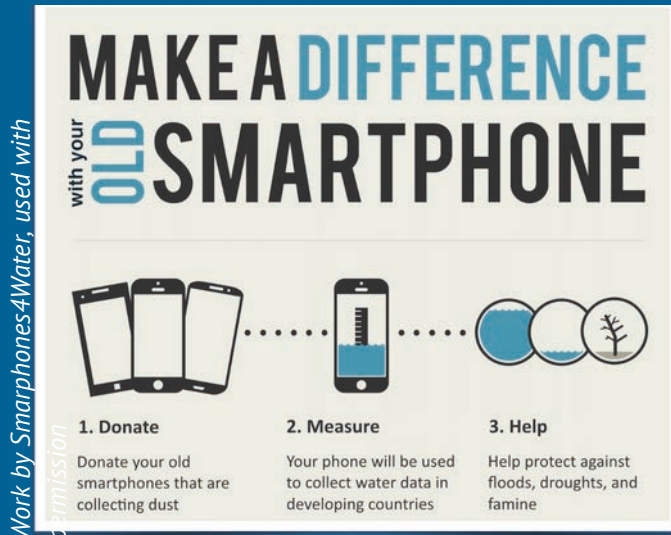 MAKE A DIFFERENCE
with your OLD SMARTPHONE
1. Donate
Donate your old
smartphones that are
collecting dust
2. Measure
Your phone will be used
to collect water data in
developing countries
3. Help
Help protect against
floods, droughts, and
famine
Work by Smarphones4Water, used with
permission